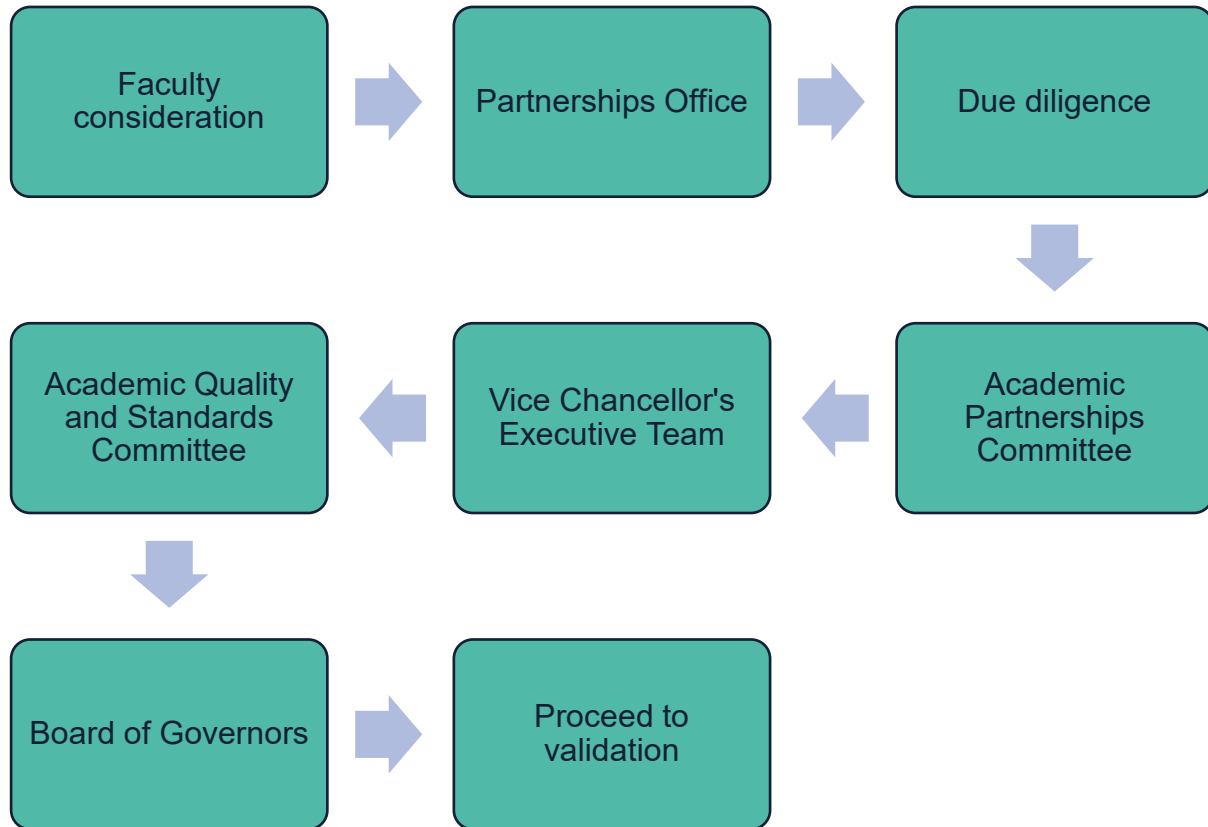 Faculty
consideration
Partnerships Office
Due diligence
Academic
Partnerships
Committee
Vice Chancellor's
Executive Team
Academic Quality
and Standards
Committee
Board of Governors
Proceed to
validation